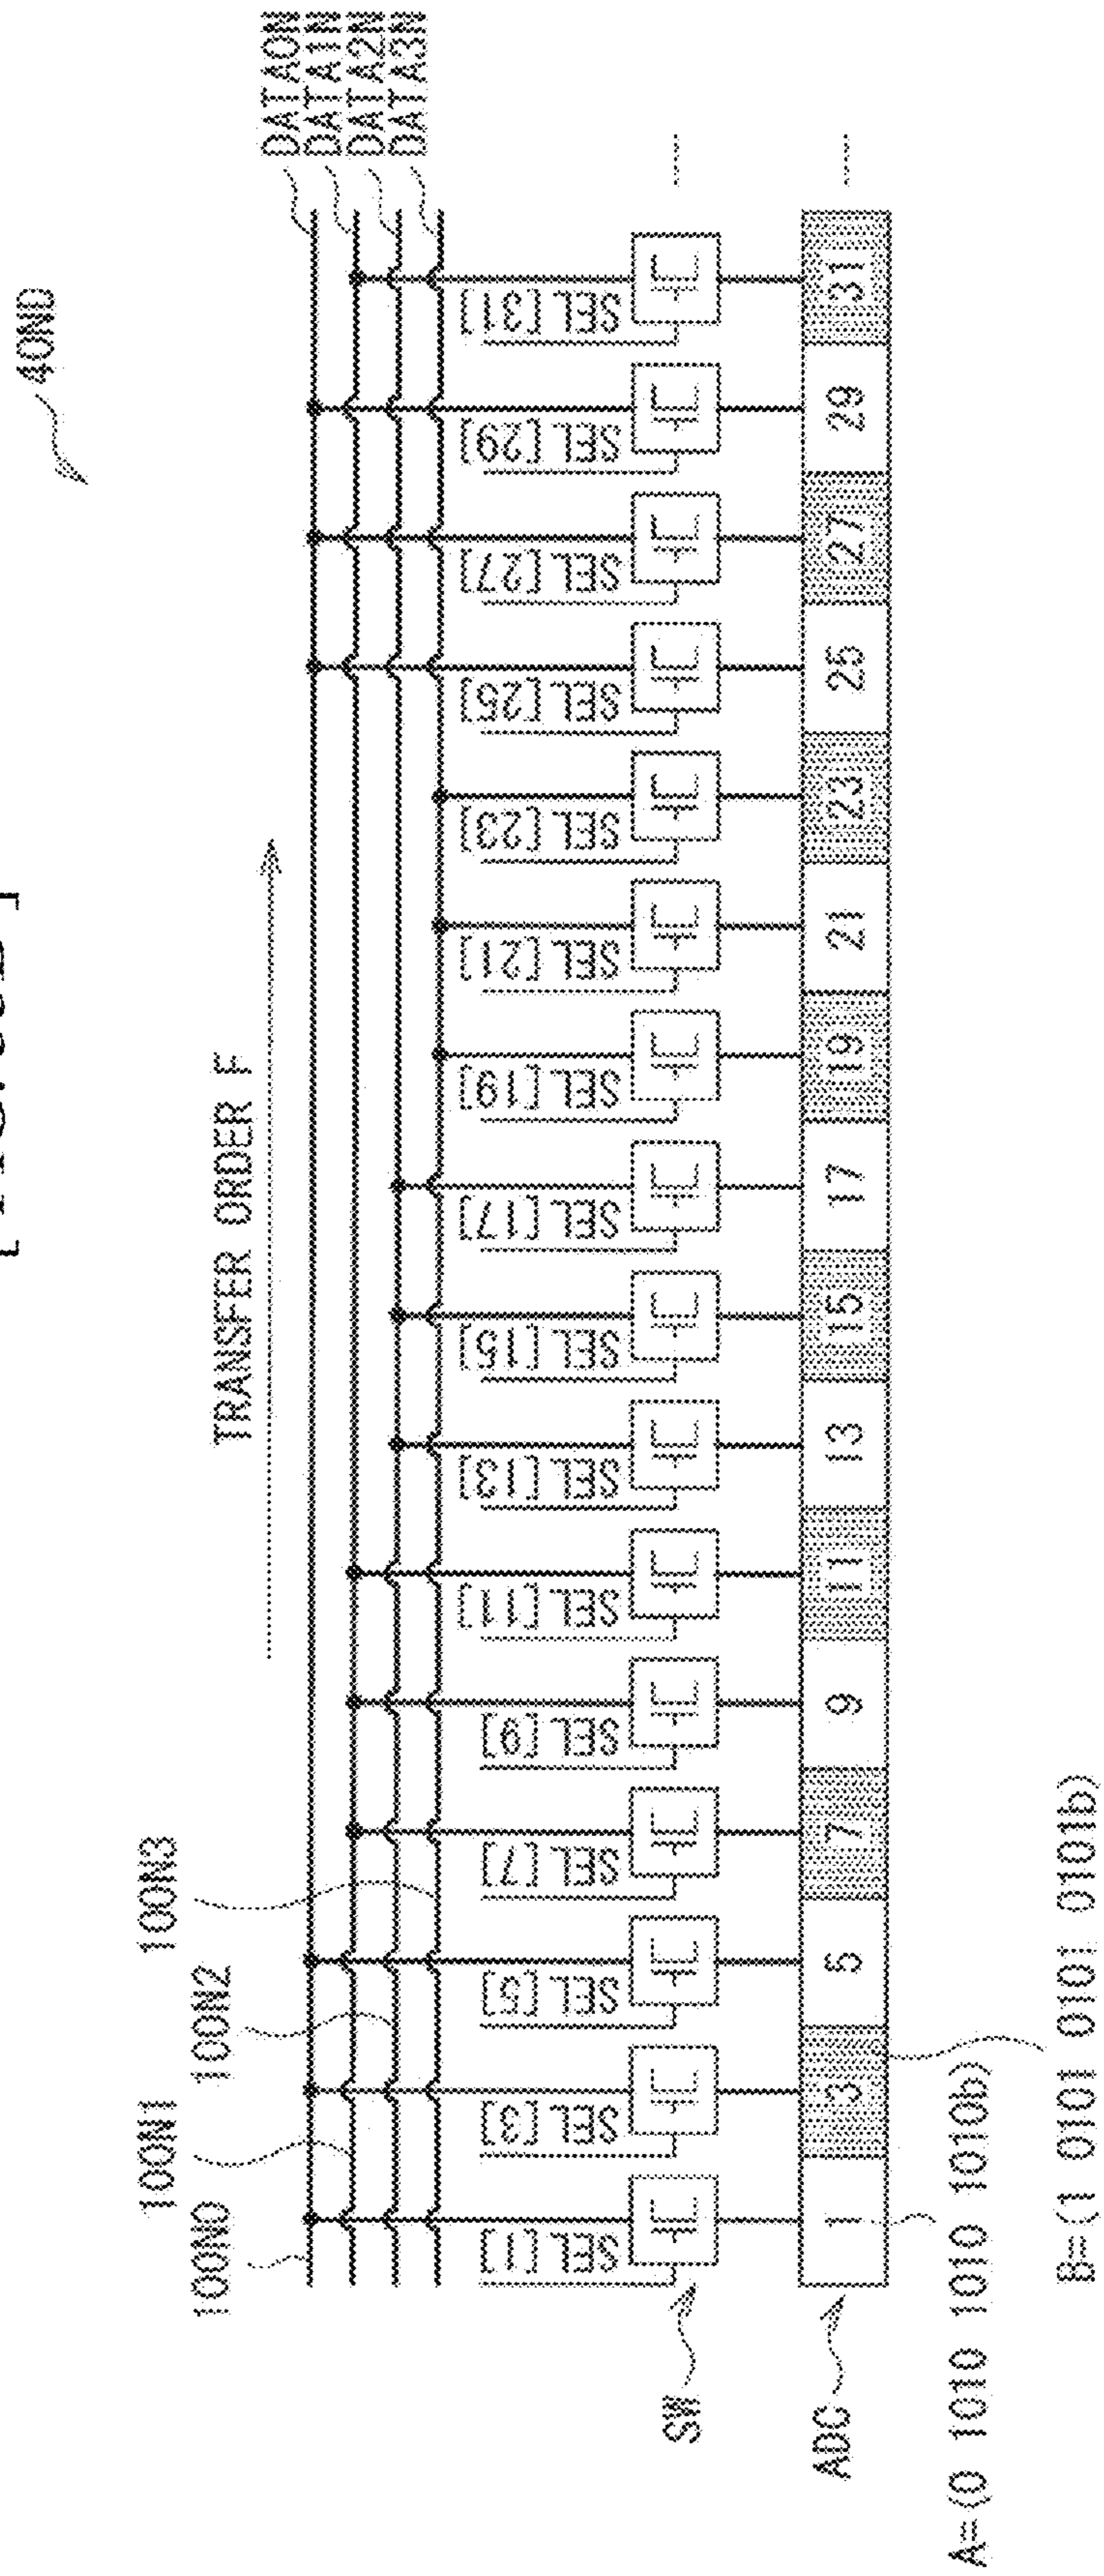 40ND
TRANSFER ORDER F
100N0
100N1
100N2
100N3
DATA0N
DATA1N
DATA2N
DATA3N
SEL[1]
SEL[3]
SEL[5]
SEL[7]
SEL[9]
SEL[11]
SEL[13]
SEL[15]
SEL[17]
SEL[19]
SEL[21]
SEL[23]
SEL[25]
SEL[27]
SEL[29]
SEL[31]
SW
ADC
1 3 5 7 9 11 13 15 17 19 21 23 25 27 29 31
A=(0 1010 1010 1010b)
B=(1 0101 0101 0101b)